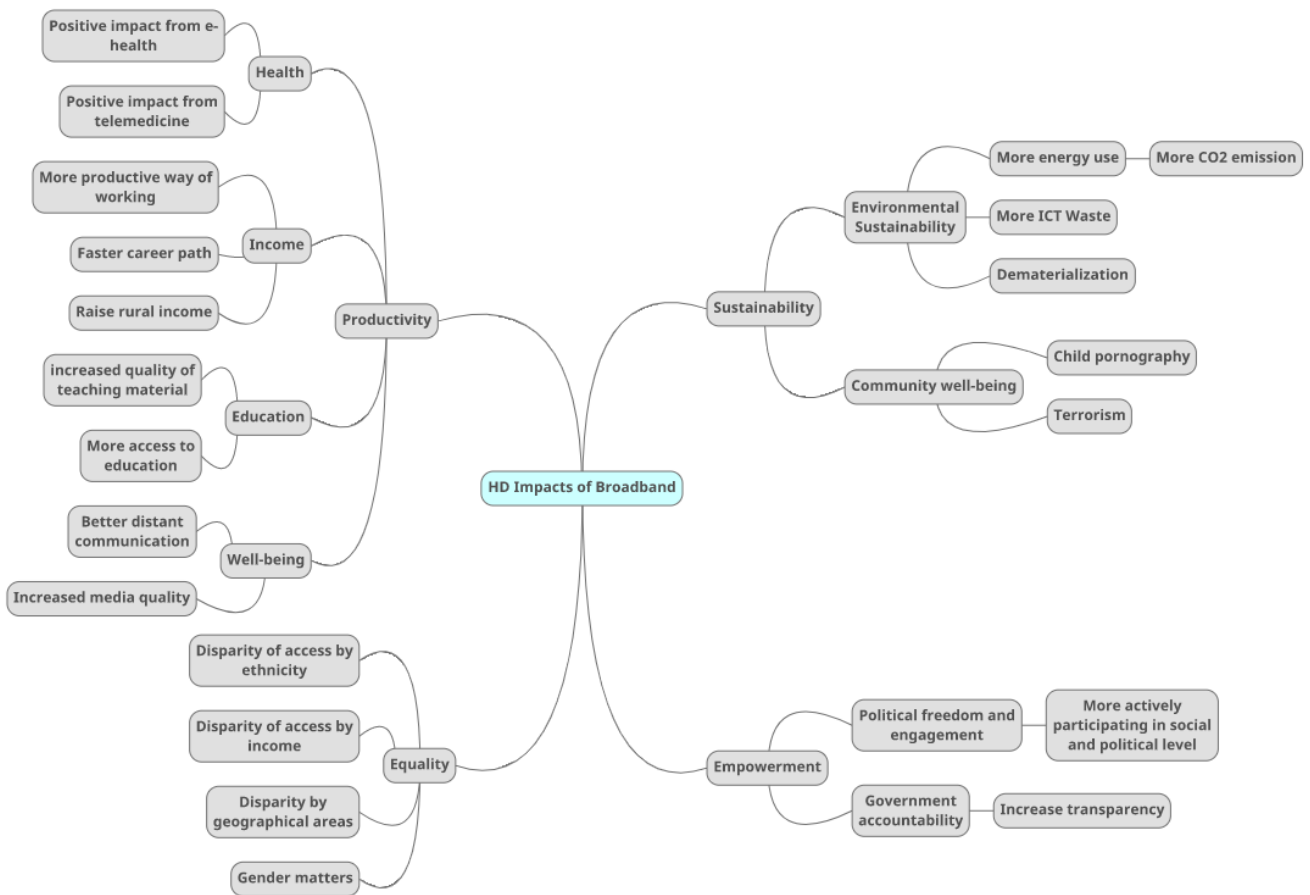 HD Impacts of Broadband
Productivity
Health
Positive impact from e-
health
Positive impact from
telemedicine
Income
More productive way of
working
Faster career path
Raise rural income
Education
increased quality of
teaching material
More access to
education
Well-being
Better distant
communication
Increased media quality
Equality
Disparity of access by
ethnicity
Disparity of access by
income
Disparity by
geographical areas
Gender matters
Sustainability
Environmental
Sustainability
More energy use
More CO2 emission
More ICT Waste
Dematerialization
Community well-being
Child pornography
Terrorism
Empowerment
Political freedom and
engagement
More actively
participating in social
and political level
Government
accountability
Increase transparency